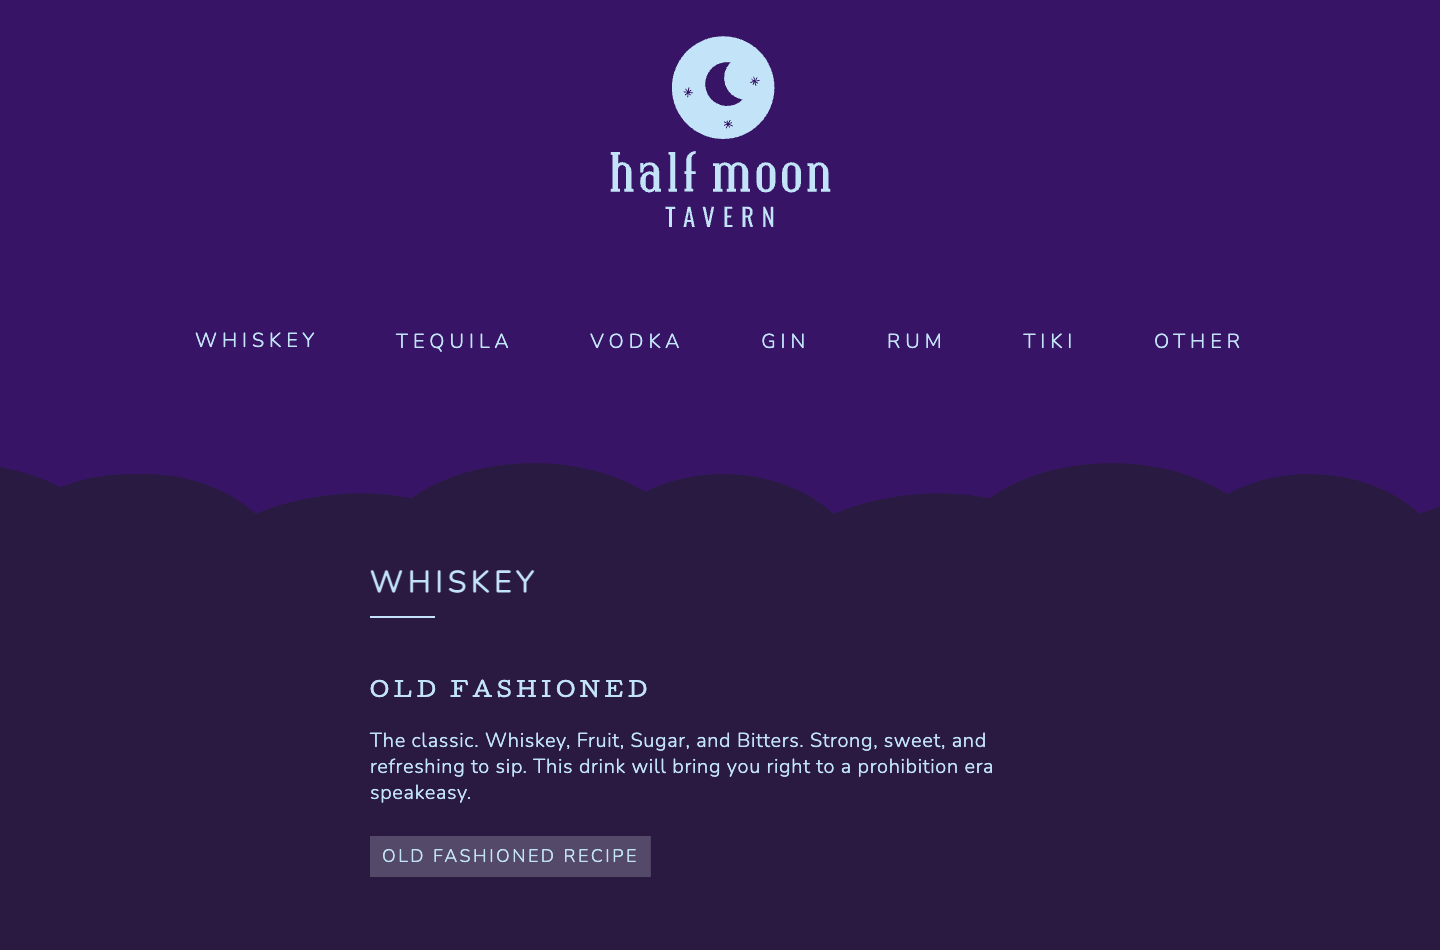 half moon
TAVERN
WHISKEY TEQUILA VODKA GIN RUM TIKI OTHER
WHISKEY
OLD FASHIONED
The classic. Whiskey, Fruit, Sugar, and Bitters. Strong, sweet, and
refreshing to sip. This drink will bring you right to a prohibition era
speakeasy.
OLD FASHIONED RECIPE